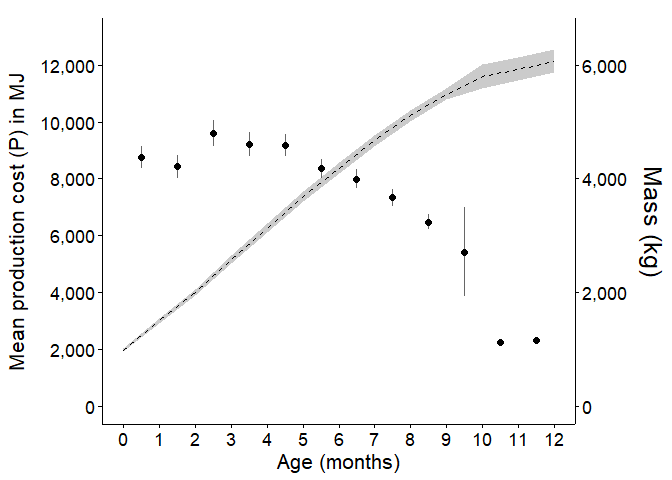 Mean production cost (P) in MJ
12,000
10,000
8,000
6,000
4,000
2,000
0
6,000
4,000
2,000
0
Mass (kg)
0 1 2 3 4 5 6 7 8 9 10 11 12
Age (months)